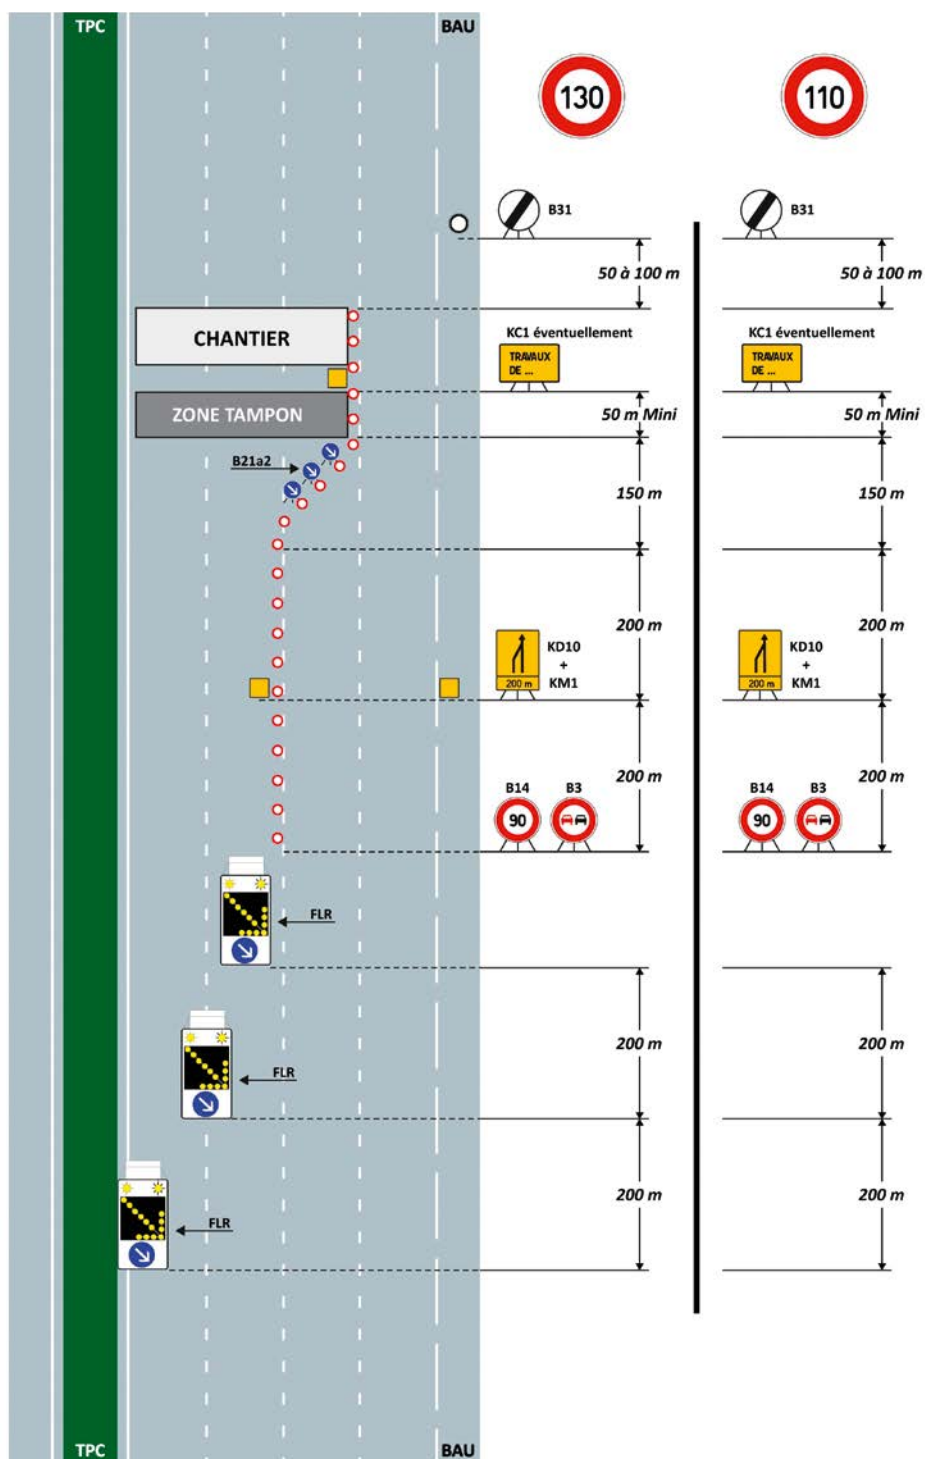 TPC
BAU
130
110
B31
B31
50 à 100 m
50 à 100 m
CHANTIER
KC1 éventuellement
KC1 éventuellement
TRAVAUX
DE ...
TRAVAUX
DE ...
ZONE TAMPON
50 m Mini
50 m Mini
B21a2
150 m
150 m
200 m
200 m
KD10
+
KM1
200 m
KD10
+
KM1
200 m
200 m
200 m
B14
B3
90
B14
B3
90
FLR
200 m
200 m
FLR
200 m
200 m
FLR
TPC
BAU